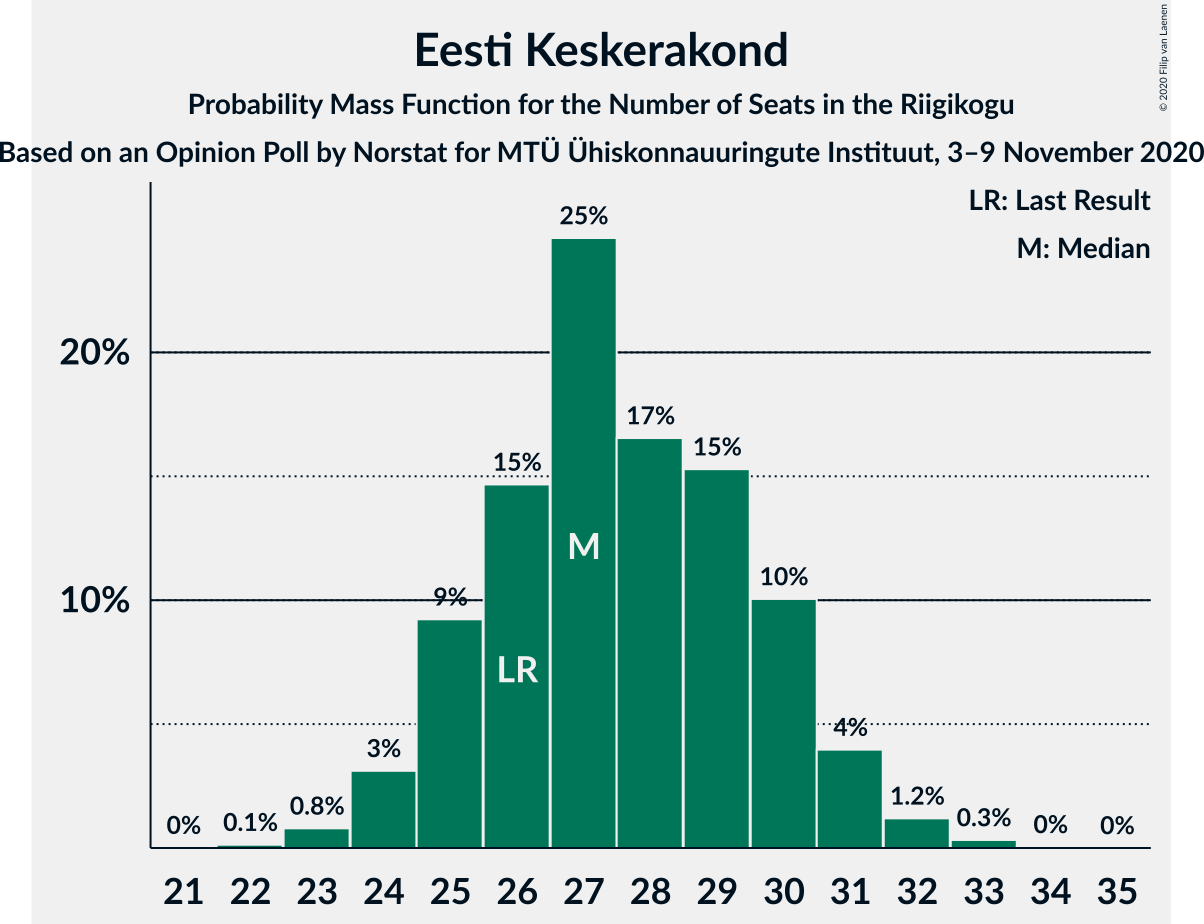 Eesti Keskerakond
Probability Mass Function for the Number of Seats in the Riigikogu
Based on an Opinion Poll by Norstat for MTÜ Ühiskonnauuringute Instituut, 3–9 November 2020
© 2020 Filip van Laenen
LR: Last Result
M: Median
20%
10%
0%
0.1%
0.8%
3%
9%
15%
25%
17%
15%
10%
4%
1.2%
0.3%
0%
0%
LR
M
21 22 23 24 25 26 27 28 29 30 31 32 33 34 35